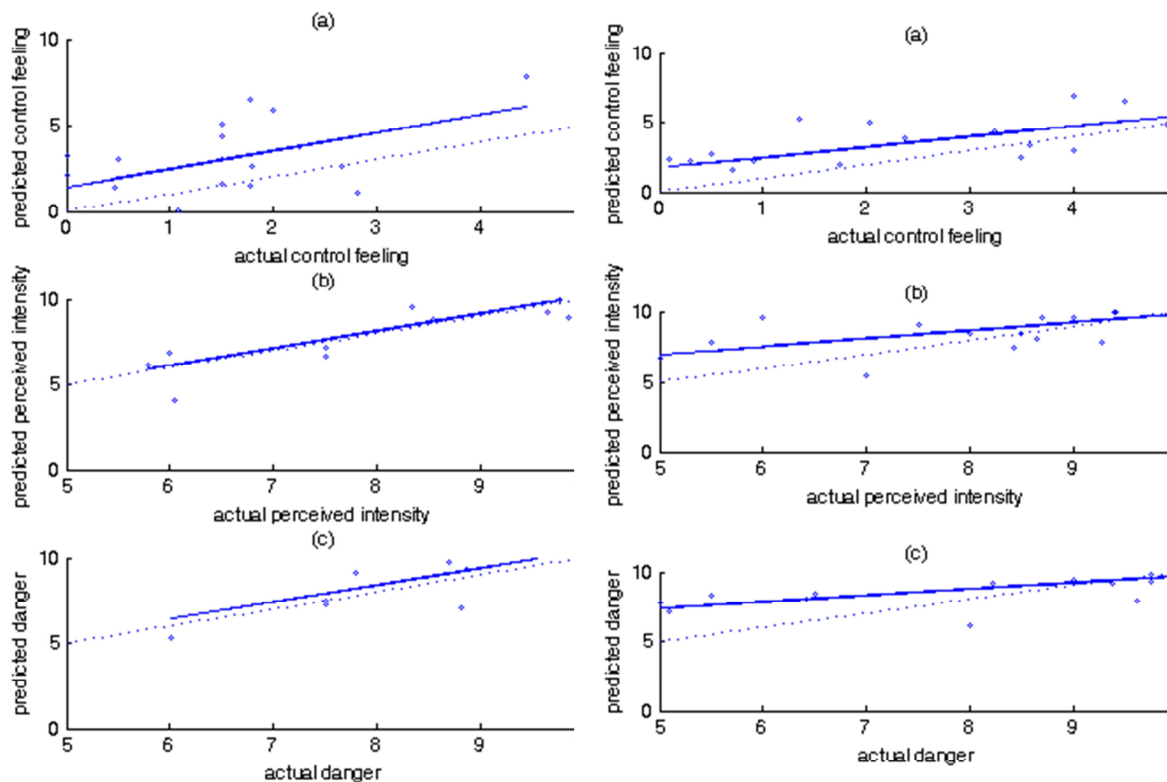 (a)
predicted control feeling
10
5
0
0 1 2 3 4
actual control feeling
(b)
predicted perceived intensity
10
5
0
5 6 7 8 9
actual perceived intensity
(c)
predicted danger
10
5
0
5 6 7 8 9
actual danger
(a)
predicted control feeling
10
5
0
0 1 2 3 4
actual control feeling
(b)
predicted perceived intensity
10
5
0
5 6 7 8 9
actual perceived intensity
(c)
predicted danger
10
5
0
5 6 7 8 9
actual danger